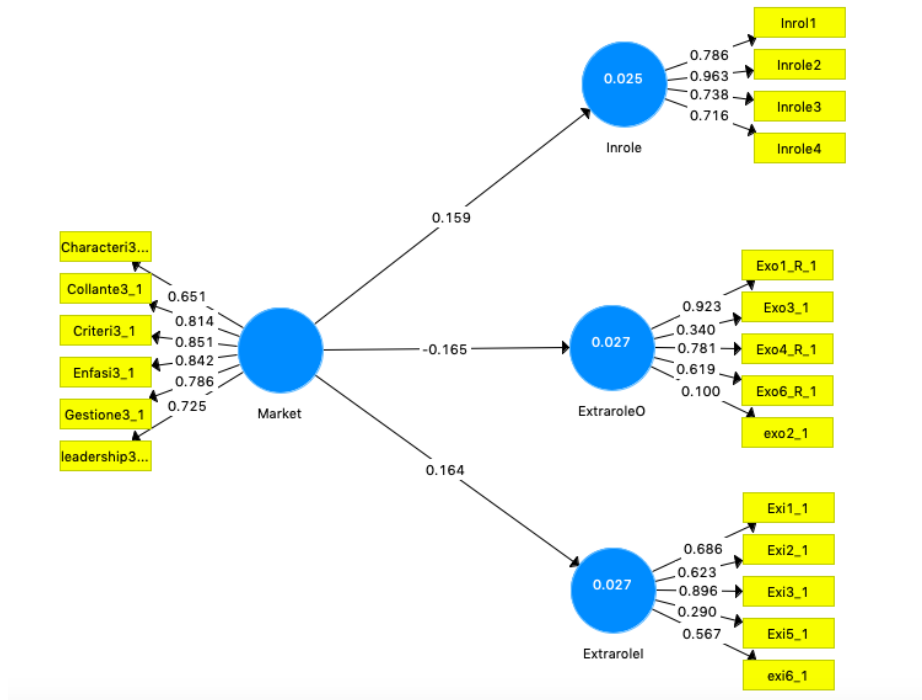 Inrol1
0.786
Inrole2
0.025
0.963
0.738
Inrole3
0.716
Inrole4
Inrole
0.159
Characteri3...
Collante3_1
0.651
0.814
Criteri3_1
0.851
0.842
Enfasi3_1
0.786
Gestione3_1
0.725
leadership3...
Market
-0.165
Exo1_R_1
0.923
Exo3_1
0.340
0.027
0.781
Exo4_R_1
0.619
Exo6_R_1
0.100
exo2_1
ExtraroleO
0.164
Exi1_1
0.686
Exi2_1
0.623
0.027
0.896
Exi3_1
0.290
Exi5_1
0.567
exi6_1
ExtraroleI